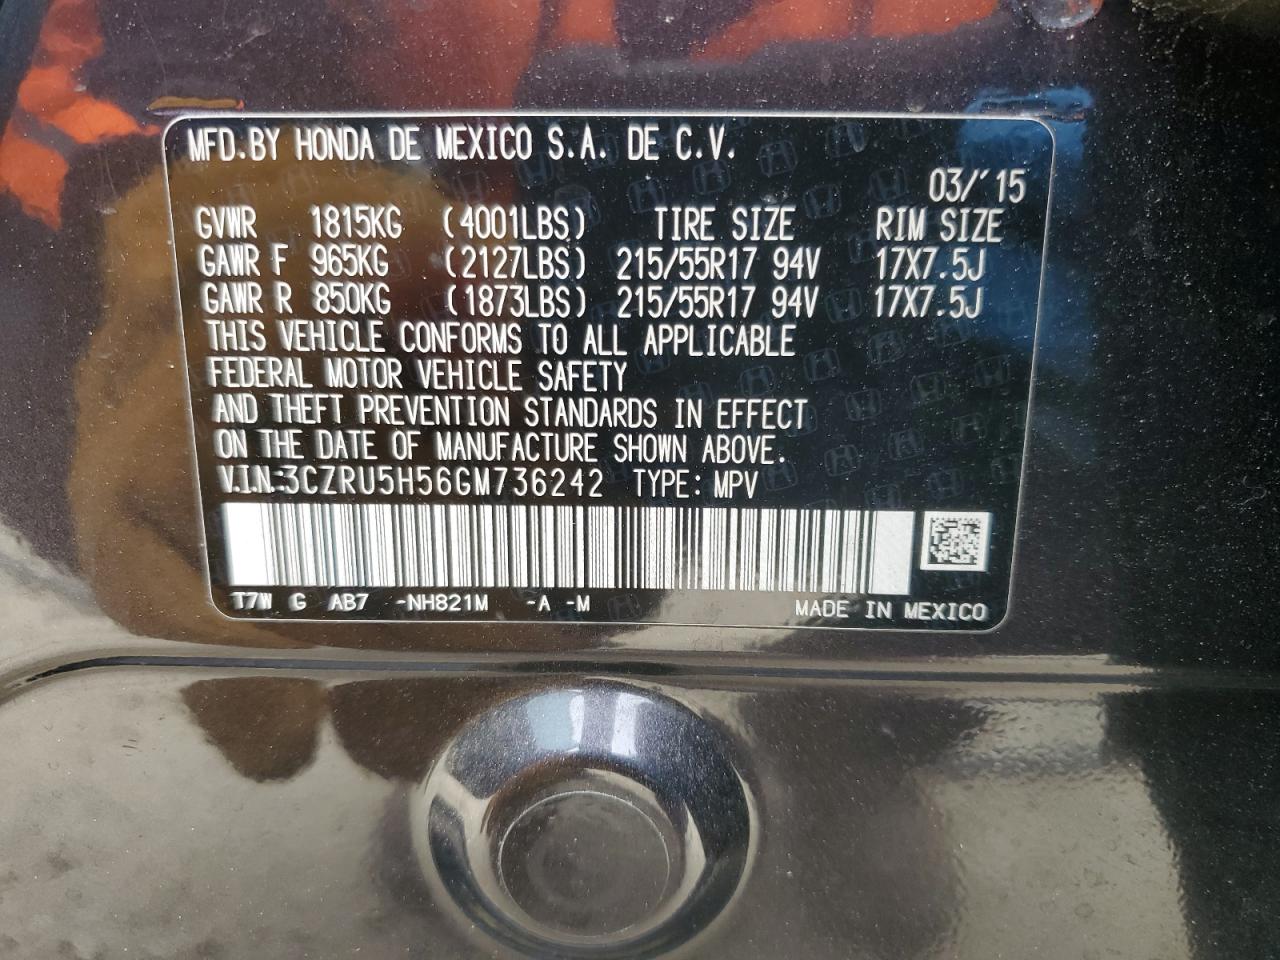 MFD.BY HONDA DE MEXICO S.A. DE C.V.
03/'15
GVWR 1815KG (4001LBS) TIRE SIZE RIM SIZE
GAWR F 965KG (2127LBS) 215/55R17 94V 17X7.5J
GAWR R 850KG (1873LBS) 215/55R17 94V 17X7.5J
THIS VEHICLE CONFORMS TO ALL APPLICABLE
FEDERAL MOTOR VEHICLE SAFETY
AND THEFT PREVENTION STANDARDS IN EFFECT
ON THE DATE OF MANUFACTURE SHOWN ABOVE.
V.I.N:3CZRU5H56GM736242 TYPE: MPV
T7W G AB7 -NH821M -A -M MADE IN MEXICO